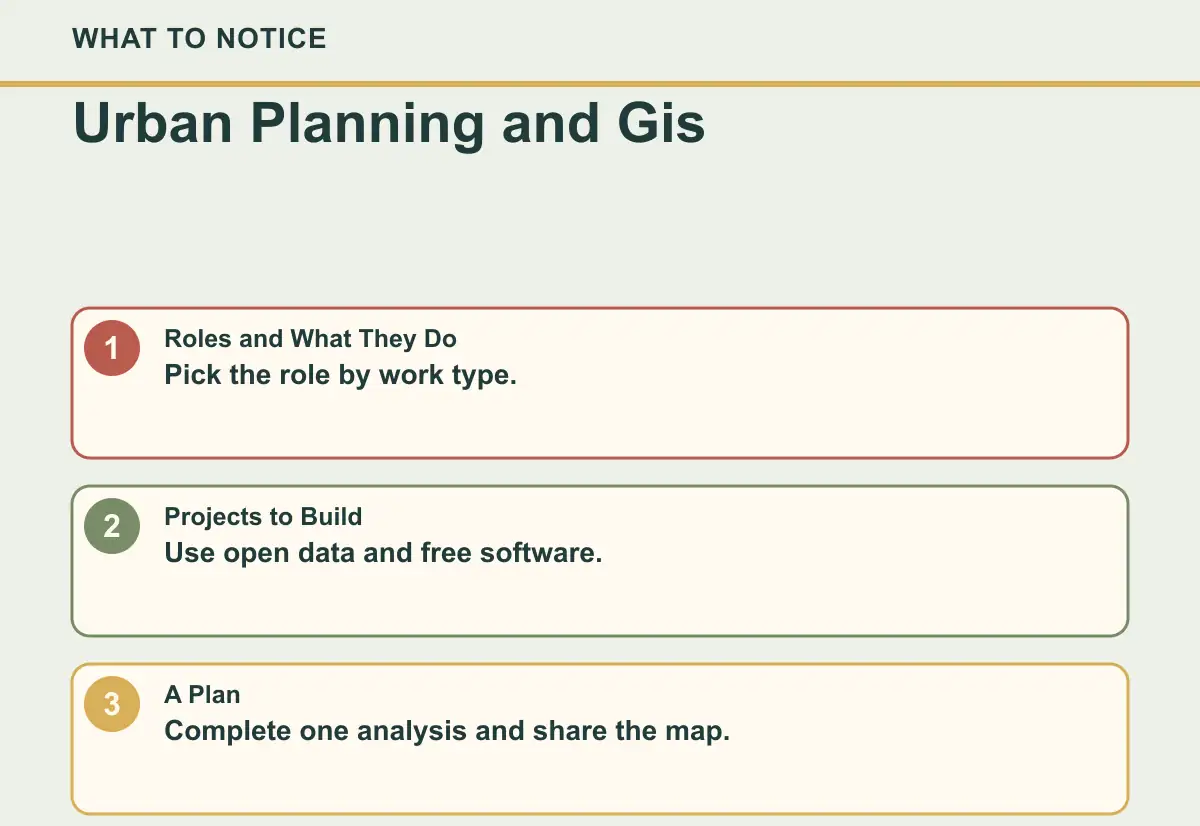 WHAT TO NOTICE
Urban Planning and Gis
1
Roles and What They Do
Pick the role by work type.
2
Projects to Build
Use open data and free software.
3
A Plan
Complete one analysis and share the map.